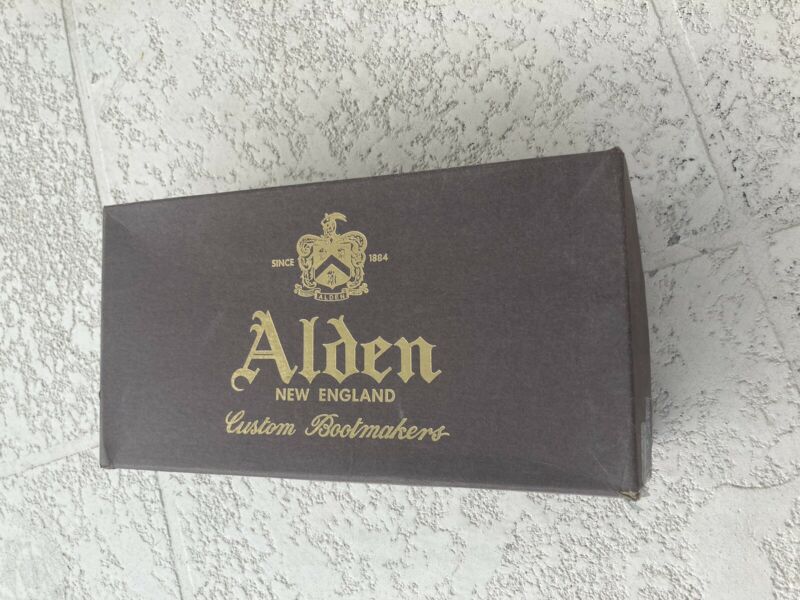 SINCE 1884
ALDEN
Alden
NEW ENGLAND
Custom Bootmakers